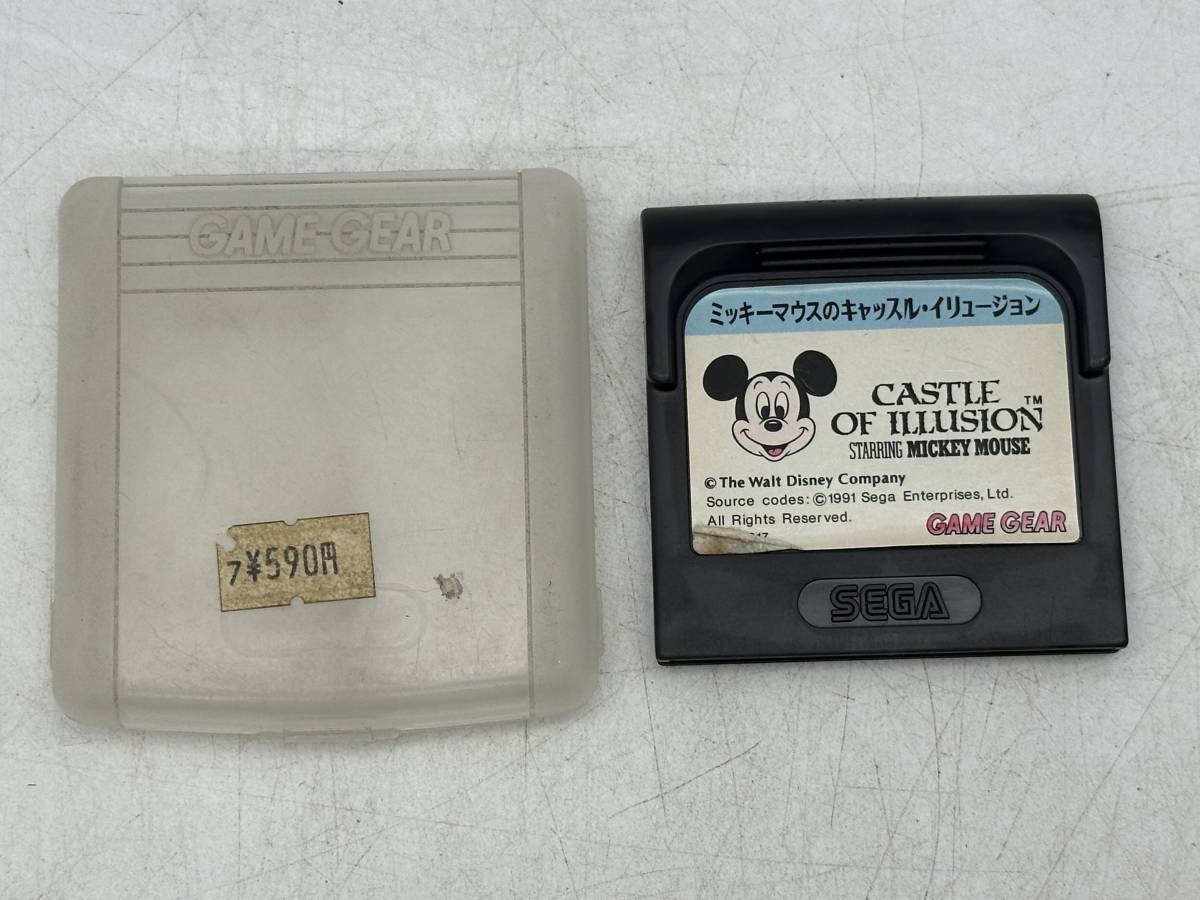 GAME GEAR
7¥590円
ミッキーマウスのキャッスル・イリュージョン
CASTLE
OF ILLUSION™
STARRING MICKEY MOUSE
© The Walt Disney Company
Source codes: ©1991 Sega Enterprises, Ltd.
All Rights Reserved.
GAME GEAR
SEGA